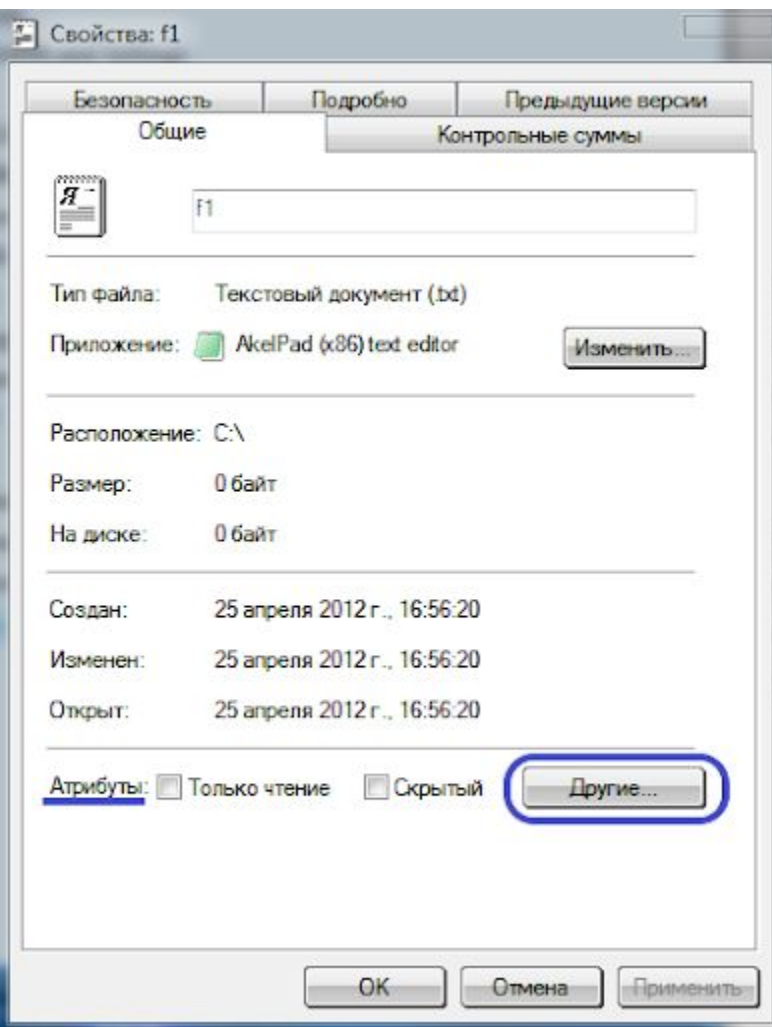 Свойства: f1
Безопасность Подробно Предыдущие версии
Общие Контрольные суммы
f1
Тип файла: Текстовый документ (.txt)
Приложение: AkelPad (x86) text editor Изменить...
Расположение: C:\
Размер: 0 байт
На диске: 0 байт
Создан: 25 апреля 2012 г., 16:56:20
Изменен: 25 апреля 2012 г., 16:56:20
Открыт: 25 апреля 2012 г., 16:56:20
Атрибуты: Только чтение Скрытый Другие...
OK Отмена Применить